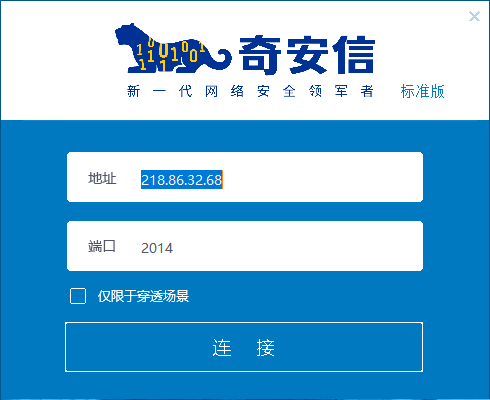 奇安信
新一代网络安全领军者 标准版
地址 218.86.32.68
端口 2014
仅限于穿透场景
连 接